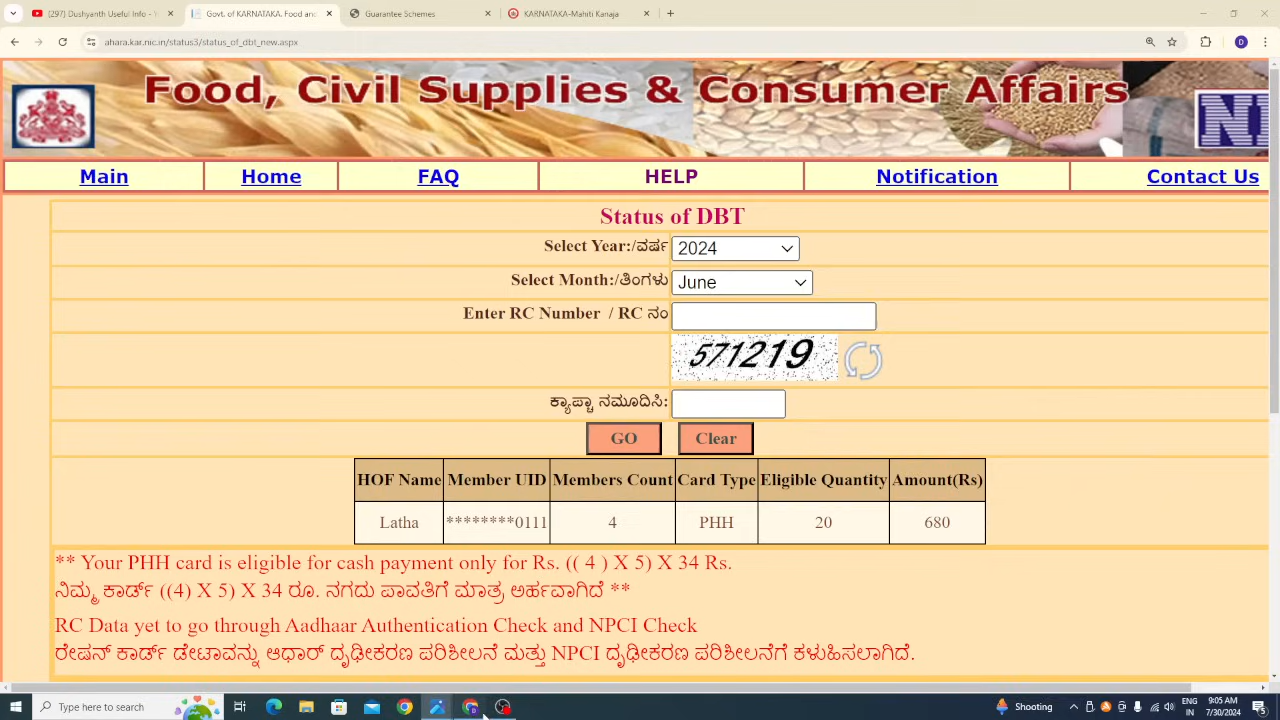 (297) Dushyanth Useful Info - Y
Govt. of KARNATAKA. Food and
Guarantee Schemes
KARNATAKA-Mahiti Kanaja
ahara.kar.nic.in/status3/status_of_dbt_new.aspx
D
Food, Civil Supplies & Consumer Affairs
NI
Main Home FAQ HELP Notification Contact Us
Status of DBT
Select Year:/ವರ್ಷ 2024
Select Month:/ತಿಂಗಳು June
Enter RC Number / RC ನಂ
571219
ಕ್ಯಾಪ್ಚಾ ನಮೂದಿಸಿ:
GO Clear
HOF Name Member UID Members Count Card Type Eligible Quantity Amount(Rs)
Latha ********0111 4 PHH 20 680
** Your PHH card is eligible for cash payment only for Rs. (( 4 ) X 5) X 34 Rs.
ನಿಮ್ಮ ಕಾರ್ಡ್ ((4) X 5) X 34 ರೂ. ನಗದು ಪಾವತಿಗೆ ಮಾತ್ರ ಅರ್ಹವಾಗಿದೆ **
RC Data yet to go through Aadhaar Authentication Check and NPCI Check
ರೇಷನ್ ಕಾರ್ಡ್ ಡೇಟಾವನ್ನು ಆಧಾರ್ ದೃಢೀಕರಣ ಪರಿಶೀಲನೆ ಮತ್ತು NPCI ದೃಢೀಕರಣ ಪರಿಶೀಲನೆಗೆ ಕಳುಹಿಸಲಾಗಿದೆ.
Type here to search
Shooting
ENG
IN
9:05 AM
7/30/2024
5